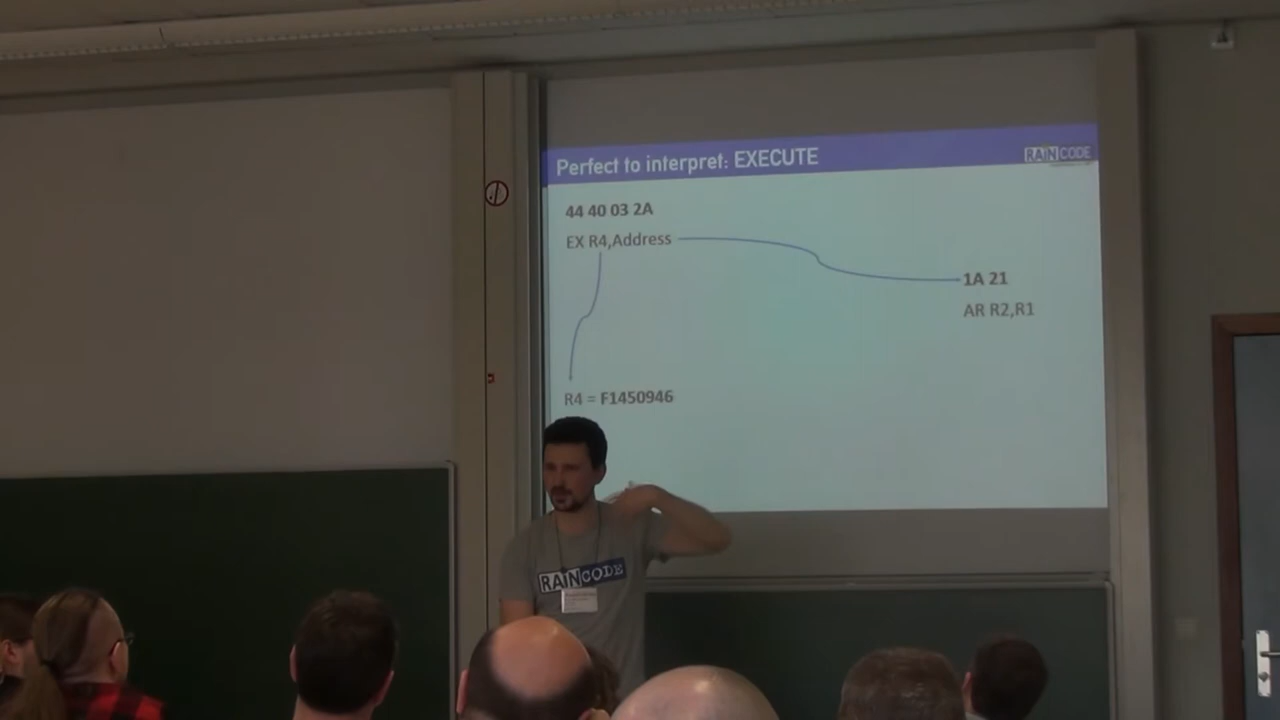 Perfect to interpret: EXECUTE
RAINCODE
44 40 03 2A
EX R4,Address
1A 21
AR R2,R1
R4 = F1450946
RAINCODE